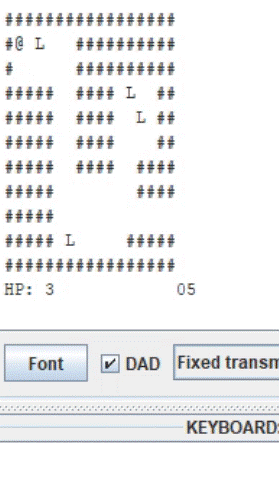 #################
#@ L   ##########
#      ##########
#####  #### L  ##
#####  ####  L ##
#####  ####    ##
#####  ####  ####
#####        ####
#####
##### L     #####
#################
HP: 3            05
Font
DAD
Fixed transm
KEYBOARD: